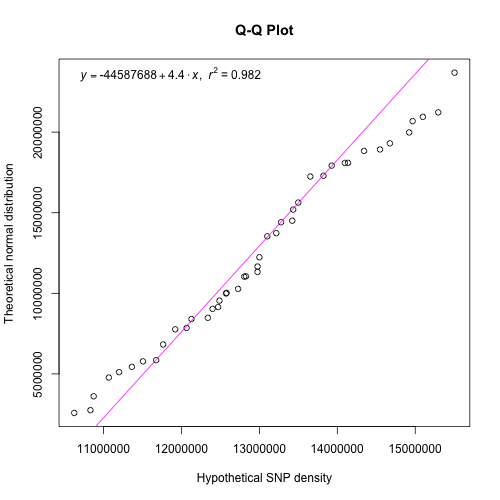 Q-Q Plot
y = -44587688 + 4.4 · x, r² = 0.982
Theoretical normal distribution
20000000
15000000
10000000
5000000
11000000 12000000 13000000 14000000 15000000
Hypothetical SNP density